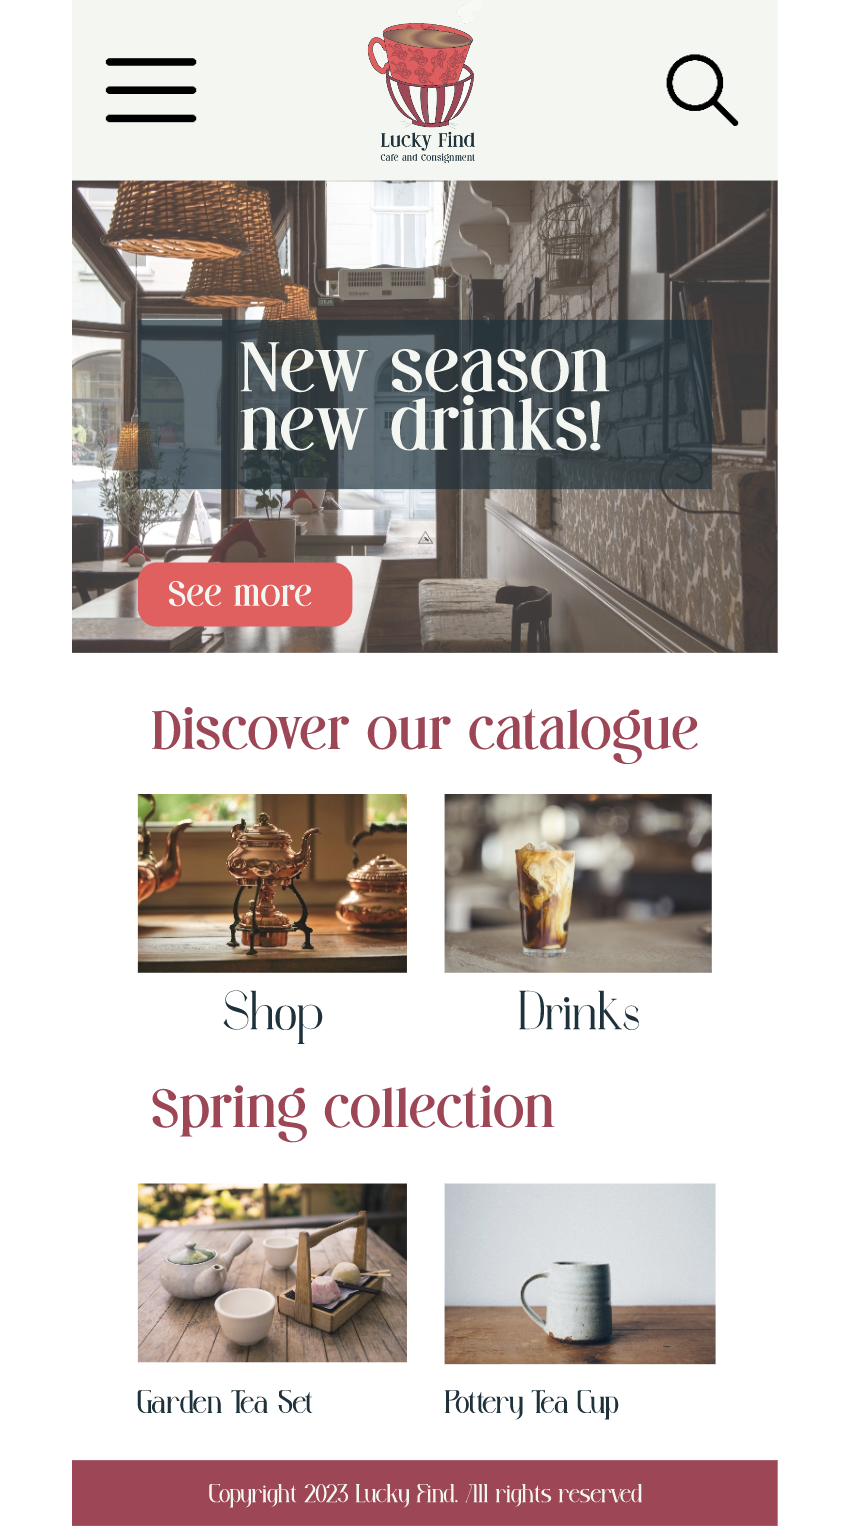 Lucky Find
Cafe and Consignment
New season
new drinks!
See more
Discover our catalogue
Shop
Drinks
Spring collection
Garden Tea Set
Pottery Tea Cup
Copyright 2023 Lucky Find. All rights reserved